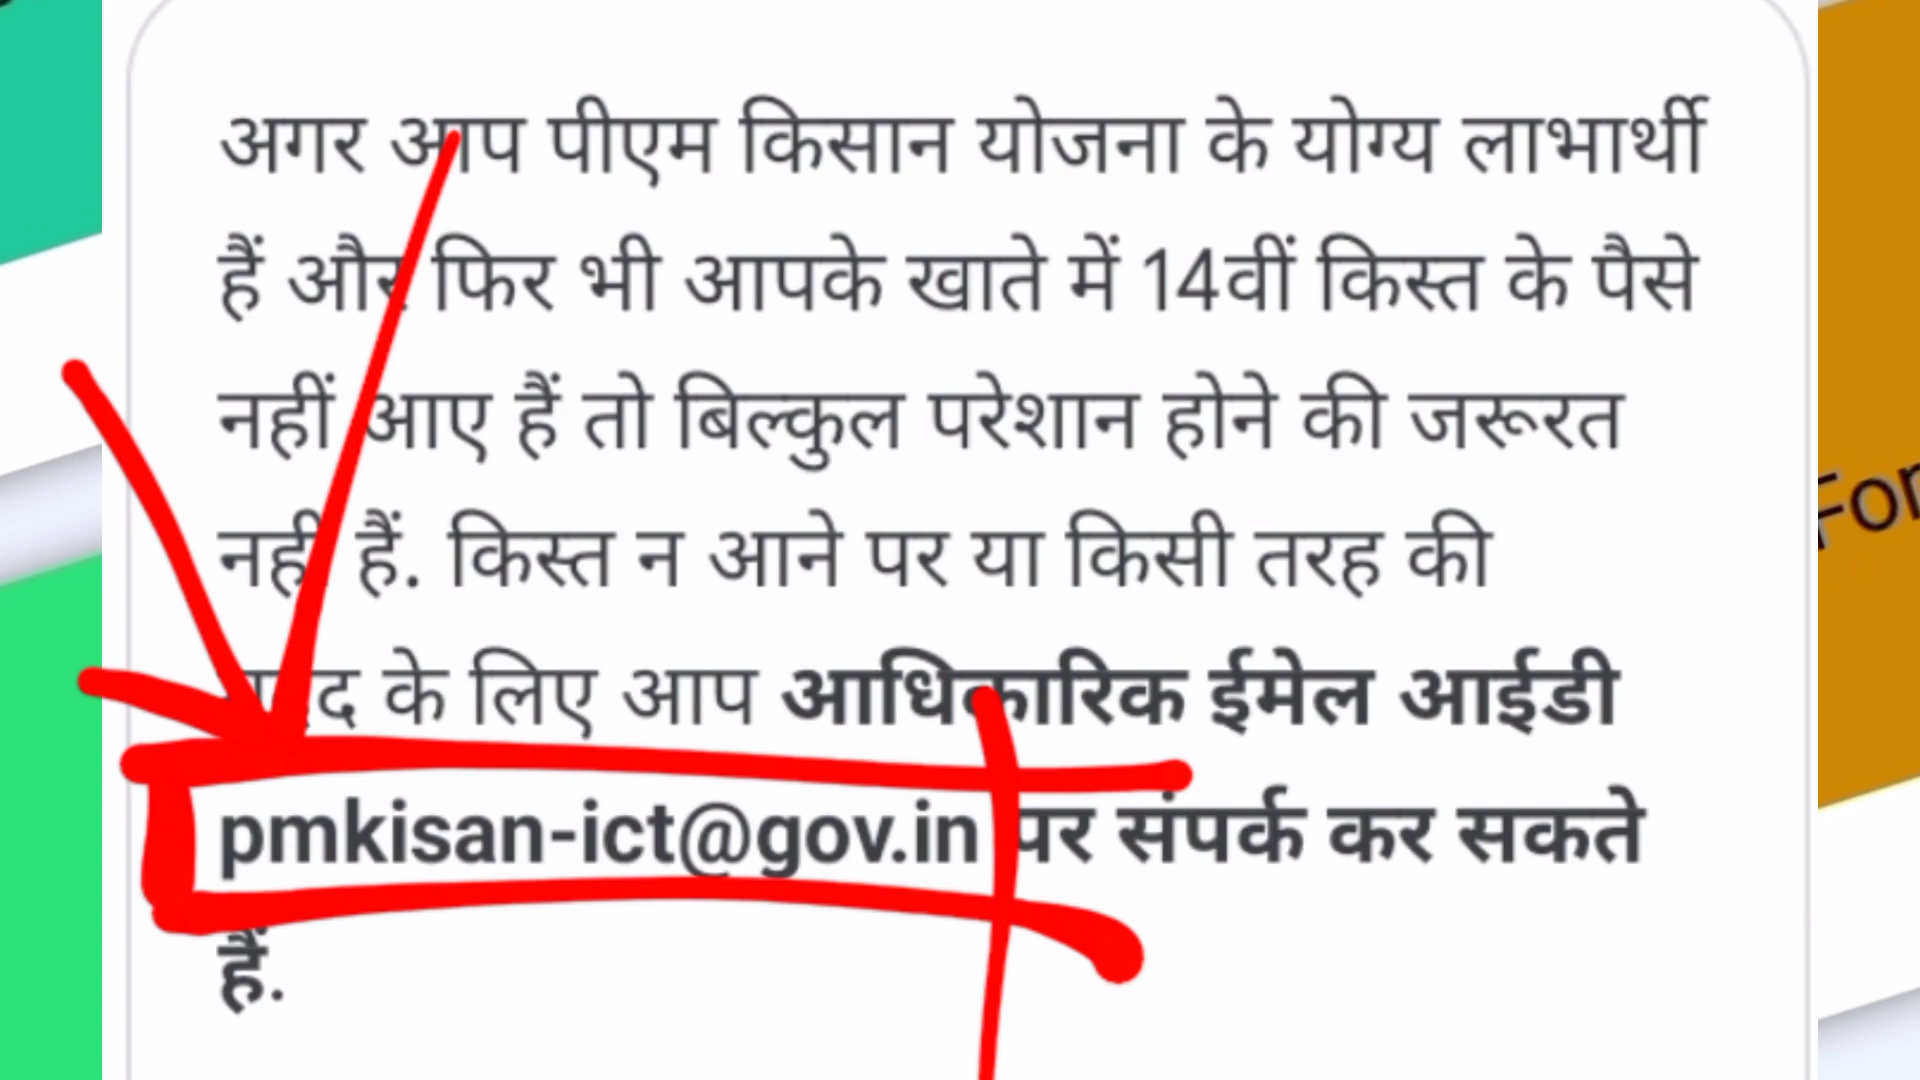 अगर आप पीएम किसान योजना के योग्य लाभार्थी
हैं और फिर भी आपके खाते में 14वीं किस्त के पैसे
नहीं आए हैं तो बिल्कुल परेशान होने की जरूरत
नहीं हैं. किस्त न आने पर या किसी तरह की
मदद के लिए आप आधिकारिक ईमेल आईडी
pmkisan-ict@gov.in पर संपर्क कर सकते
हैं.